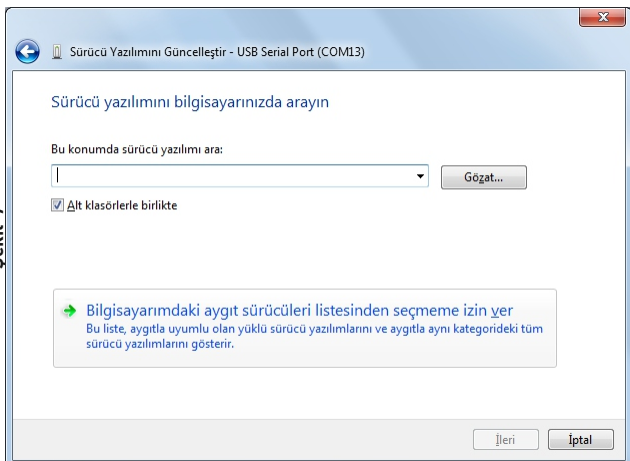 Sürücü Yazılımını Güncelleştir - USB Serial Port (COM13)
Sürücü yazılımını bilgisayarınızda arayın
Bu konumda sürücü yazılımı ara:
Gözat...
Alt klasörlerle birlikte
Bilgisayarımdaki aygıt sürücüleri listesinden seçmeme izin ver
Bu liste, aygıtla uyumlu olan yüklü sürücü yazılımlarını ve aygıtla aynı kategorideki tüm
sürücü yazılımlarını gösterir.
İleri
İptal